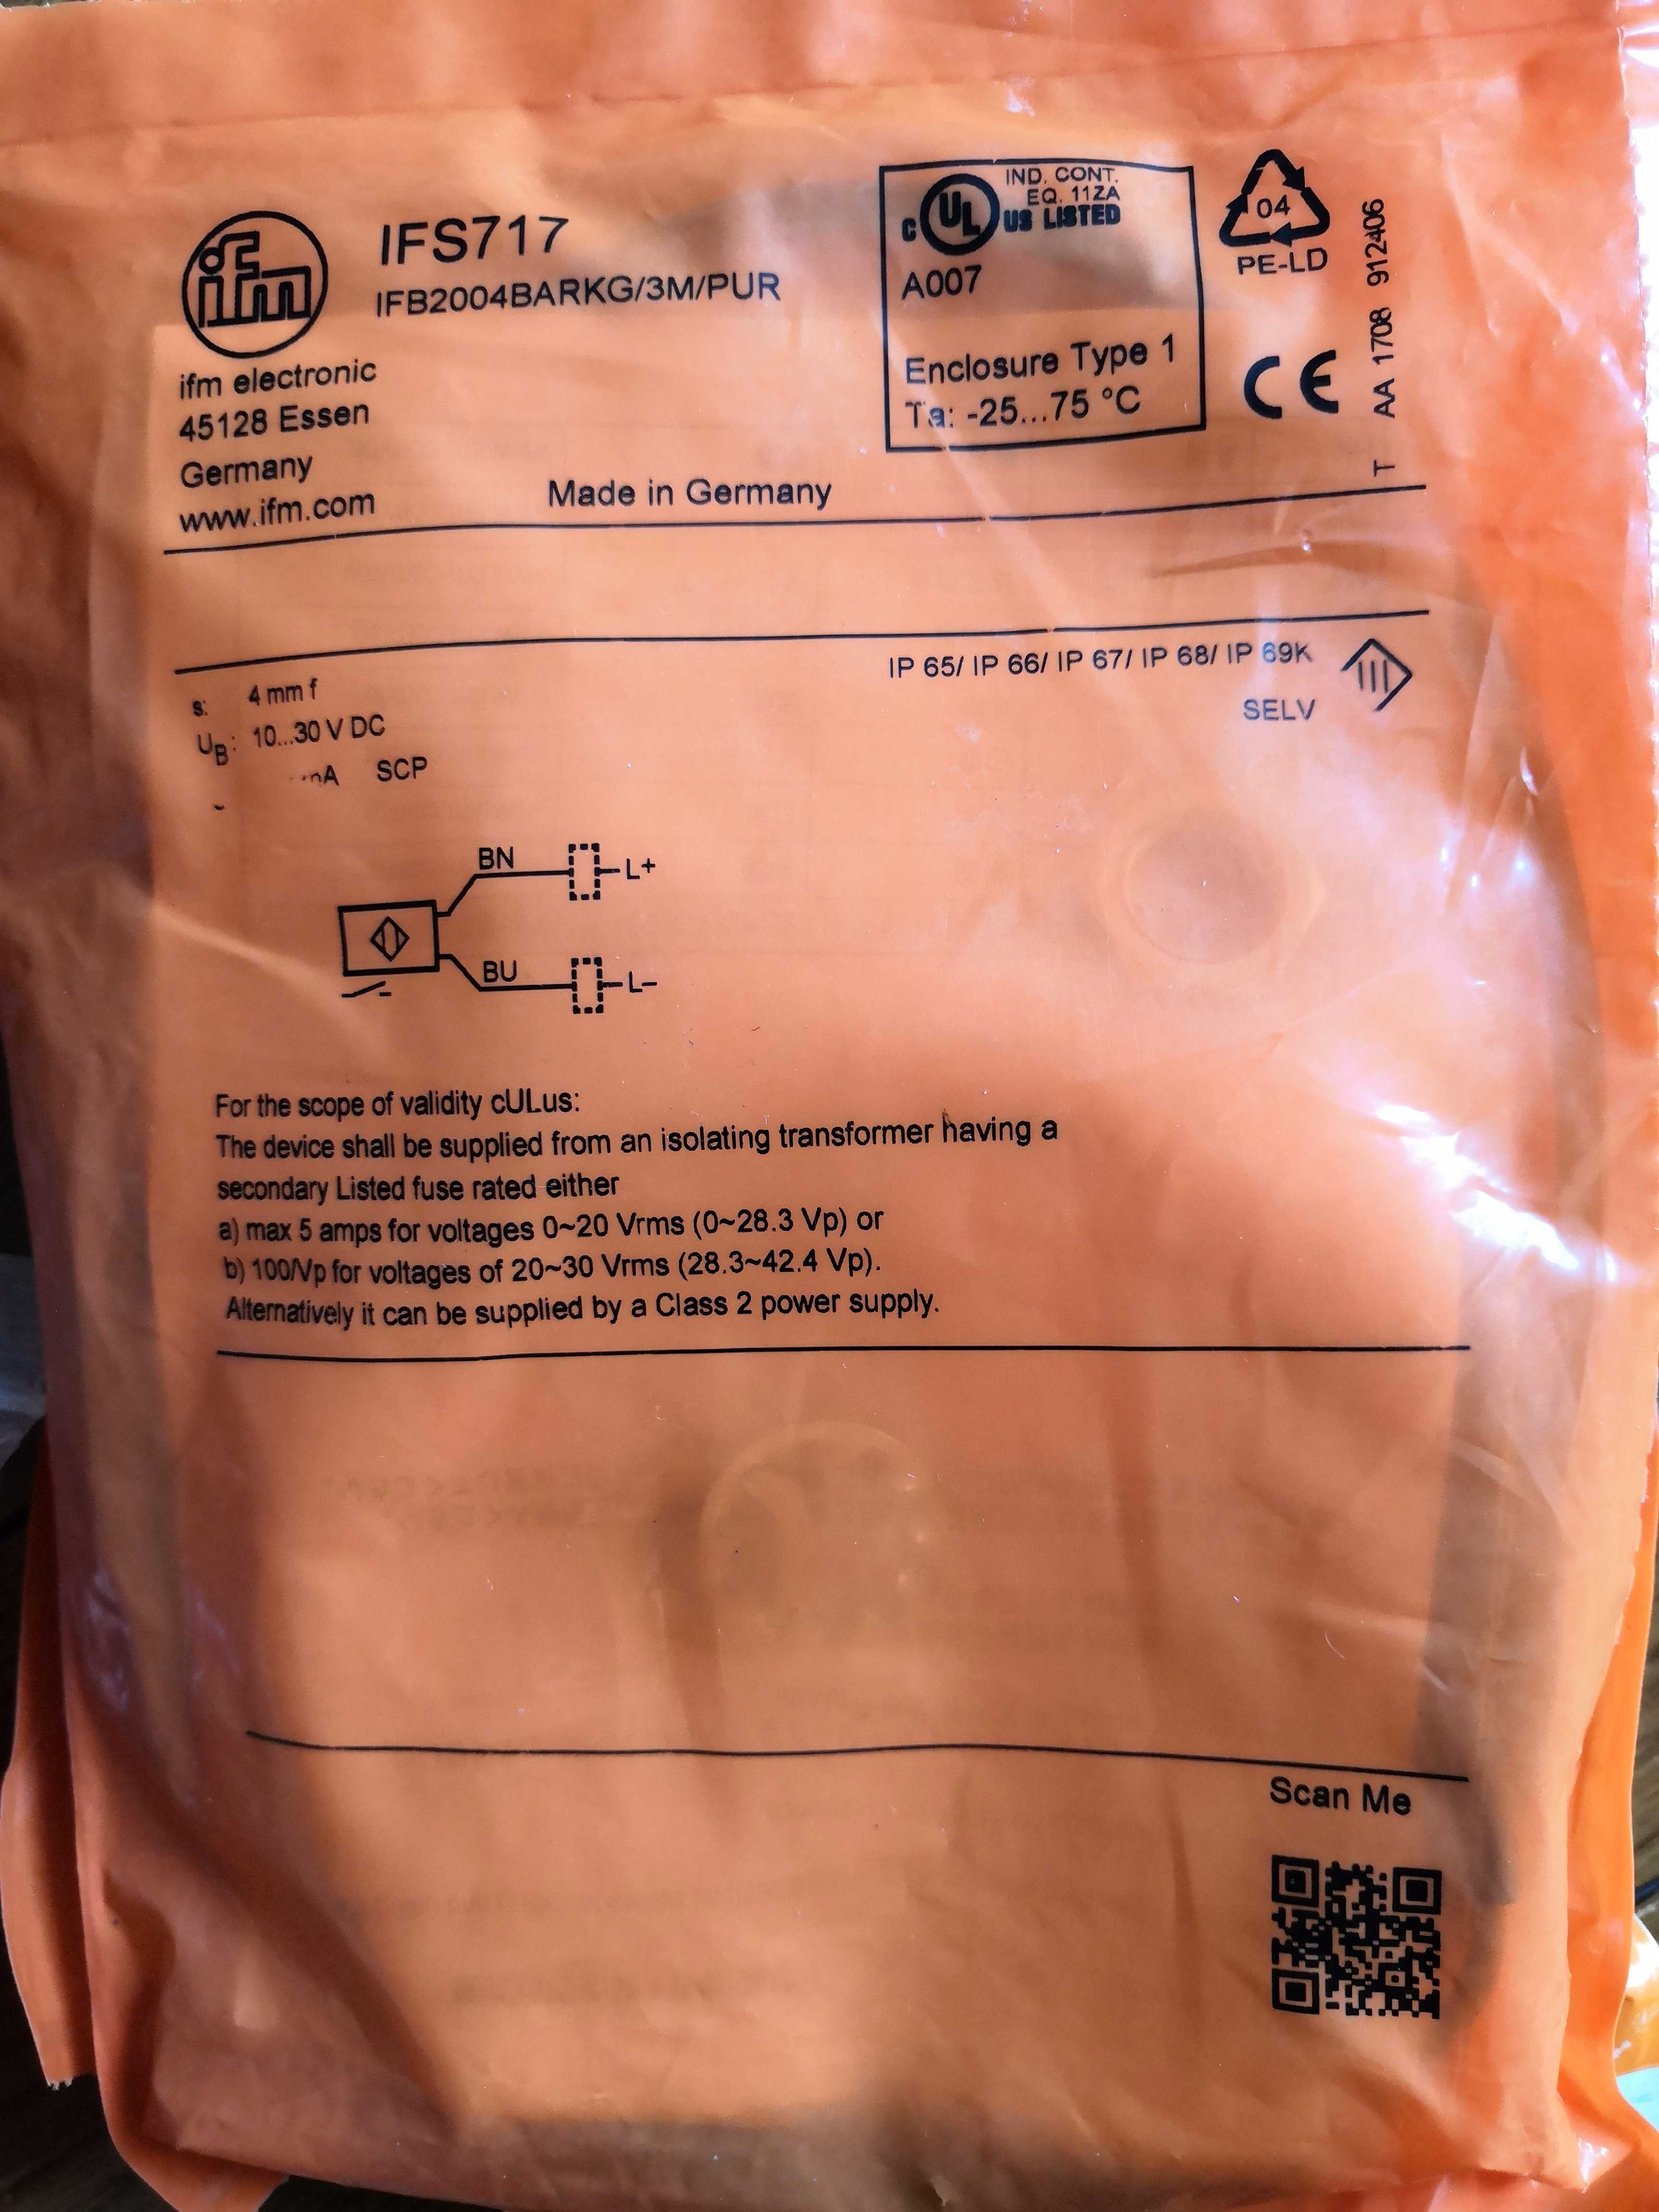 ifm
IFS717
IFB2004BARKG/3M/PUR
ifm electronic
45128 Essen
Germany
www.ifm.com
Made in Germany
C UL US LISTED
IND. CONT.
EQ. 11ZA
A007
Enclosure Type 1
Ta: -25...75 °C
04
PE-LD
CE
T AA 1708 912406
IP 65/ IP 66/ IP 67/ IP 68/ IP 69K
SELV
s: 4 mm f
UB: 10...30 V DC
mA SCP
BN
L+
BU
L-
For the scope of validity cULus:
The device shall be supplied from an isolating transformer having a
secondary Listed fuse rated either
a) max 5 amps for voltages 0~20 Vrms (0~28.3 Vp) or
b) 100/Vp for voltages of 20~30 Vrms (28.3~42.4 Vp).
Alternatively it can be supplied by a Class 2 power supply.
Scan Me